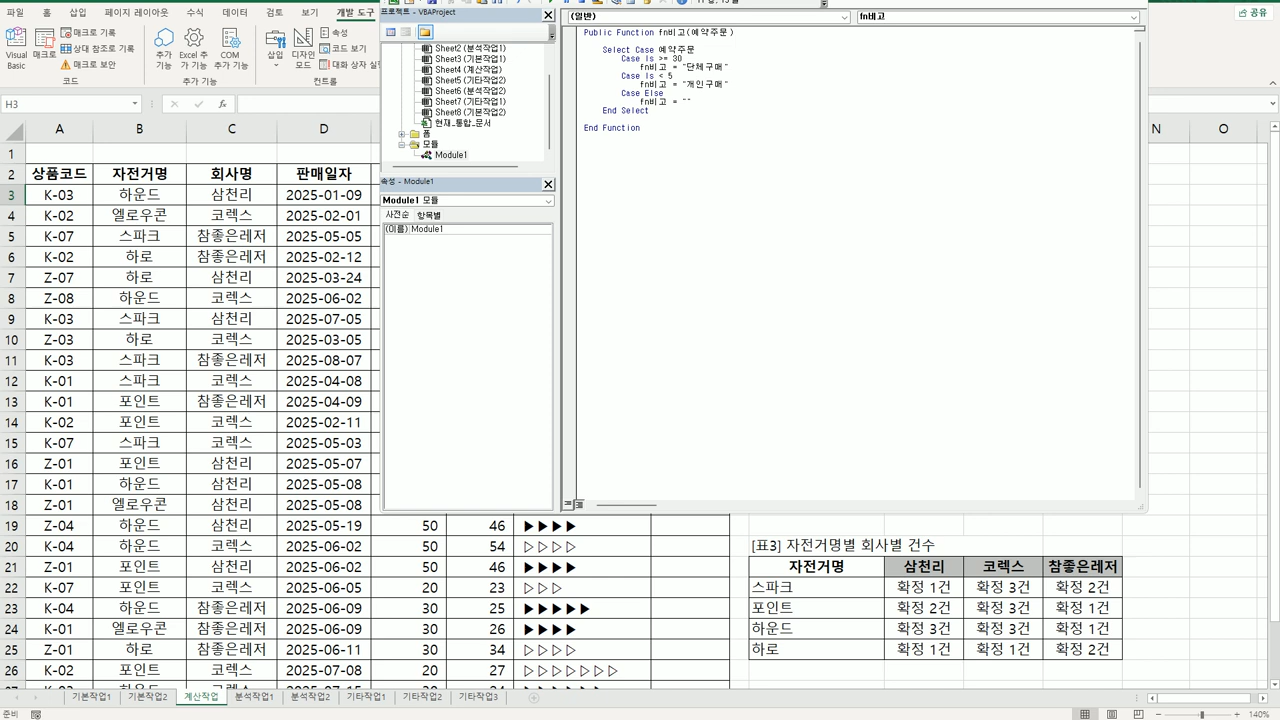 파일 홈 삽입 페이지 레이아웃 수식 데이터 검토 보기 개발 도구
공유
Visual Basic
매크로
매크로 기록
상대 참조로 기록
매크로 보안
코드
추가 기능
Excel 추가 기능
COM 추가 기능
추가 기능
삽입
디자인 모드
속성
코드 보기
대화 상자 실행
컨트롤
H3
fx
프로젝트 - VBAProject
Sheet2 (분석작업1)
Sheet3 (기본작업1)
Sheet4 (계산작업)
Sheet5 (기타작업2)
Sheet6 (분석작업2)
Sheet7 (기타작업1)
Sheet8 (기본작업2)
현재_통합_문서
폼
모듈
Module1
속성 - Module1
Module1 모듈
사전순 항목별
(이름) Module1
(일반) fn비고
Public Function fn비고(예약주문)
Select Case 예약주문
Case Is >= 30
fn비고 = "단체구매"
Case Is < 5
fn비고 = "개인구매"
Case Else
fn비고 = ""
End Select
End Function
A B C D N O
1
2 상품코드 자전거명 회사명 판매일자
3 K-03 하운드 삼천리 2025-01-09
4 K-02 엘로우콘 코렉스 2025-02-01
5 K-07 스파크 참좋은레저 2025-05-05
6 K-02 하로 참좋은레저 2025-02-12
7 Z-07 하로 삼천리 2025-03-24
8 Z-08 하운드 코렉스 2025-06-02
9 K-03 스파크 삼천리 2025-07-05
10 Z-03 하로 코렉스 2025-03-05
11 K-03 스파크 참좋은레저 2025-08-07
12 K-01 스파크 코렉스 2025-04-08
13 K-01 포인트 참좋은레저 2025-04-09
14 K-02 포인트 코렉스 2025-02-11
15 K-07 스파크 코렉스 2025-05-03
16 Z-01 포인트 삼천리 2025-05-07
17 K-01 하운드 삼천리 2025-05-08
18 Z-01 엘로우콘 삼천리 2025-05-08
19 Z-04 하운드 삼천리 2025-05-19 50 46 ▶▶▶▶
20 K-04 하운드 코렉스 2025-06-02 50 54 ▷▷▷▷
21 Z-01 포인트 삼천리 2025-06-02 50 46 ▶▶▶▶
22 K-07 포인트 코렉스 2025-06-05 20 23 ▷▷▷
23 K-04 하운드 참좋은레저 2025-06-09 30 25 ▶▶▶▶▶
24 K-01 엘로우콘 참좋은레저 2025-06-09 30 26 ▶▶▶▶
25 Z-01 하로 참좋은레저 2025-06-11 30 34 ▷▷▷▷
26 K-02 포인트 코렉스 2025-07-08 20 27 ▷▷▷▷▷▷▷
[표3] 자전거명별 회사별 건수
자전거명 삼천리 코렉스 참좋은레저
스파크 확정 1건 확정 3건 확정 2건
포인트 확정 2건 확정 3건 확정 1건
하운드 확정 3건 확정 3건 확정 1건
하로 확정 1건 확정 1건 확정 2건
기본작업1 기본작업2 계산작업 분석작업1 분석작업2 기타작업1 기타작업2 기타작업3
준비
140%